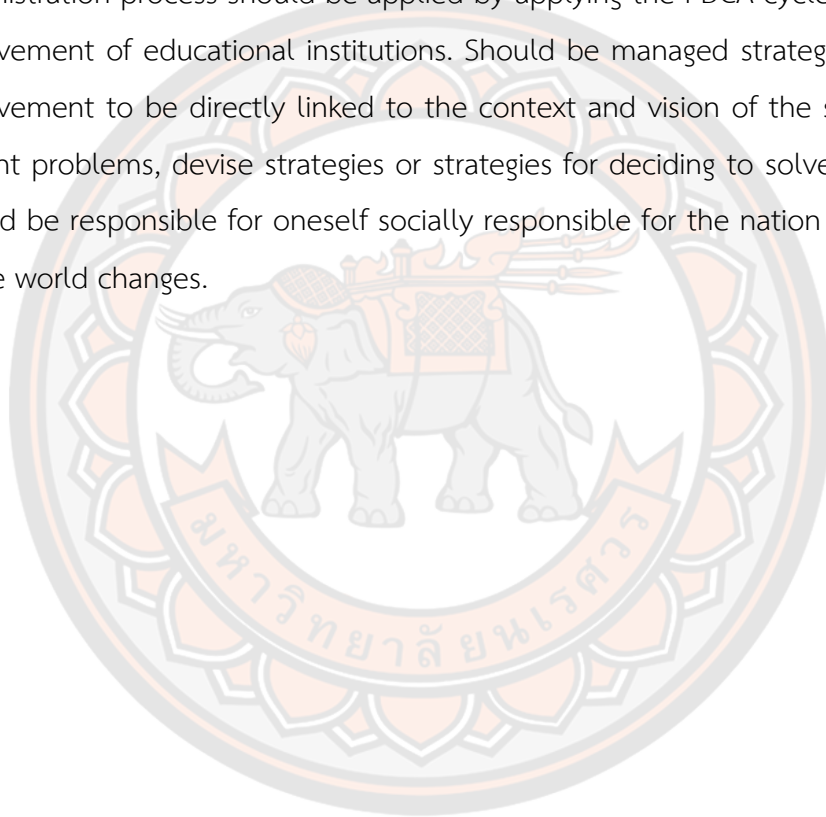 administration process should be applied by applying the PDCA cycle
vement of educational institutions. Should be managed strateg
vement to be directly linked to the context and vision of the s
nt problems, devise strategies or strategies for deciding to solve
d be responsible for oneself socially responsible for the nation
e world changes.
มหาวิทยาลัยนเรศวร